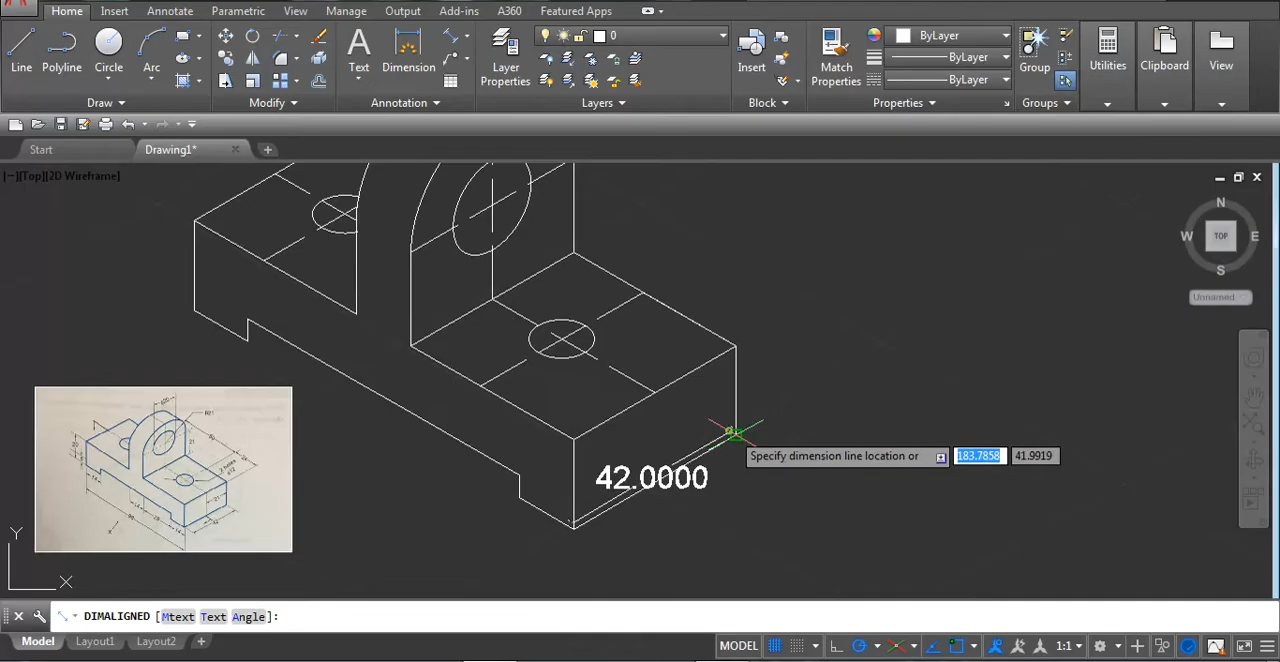 Home Insert Annotate Parametric View Manage Output Add-ins A360 Featured Apps
Line Polyline Circle Arc
Text Dimension
Layer Properties
0
Insert
Match Properties
ByLayer
ByLayer
ByLayer
Group
Utilities
Clipboard
View
Draw Modify Annotation Layers Block Properties Groups
Start Drawing1*
[−][Top][2D Wireframe]
N
W TOP E
S
Unnamed
42.0000
Specify dimension line location or 183.7858 41.9919
Y
X
DIMALIGNED [Mtext Text Angle]:
Model Layout1 Layout2 +
MODEL 1:1